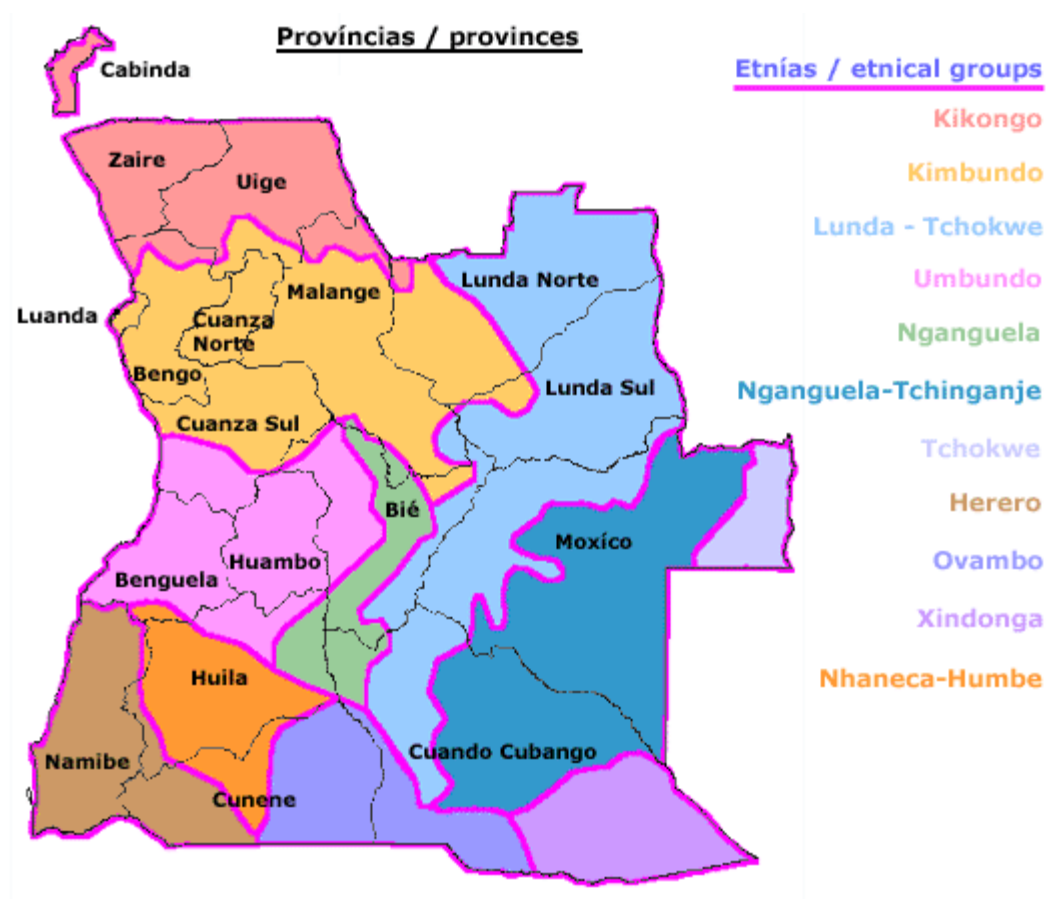 Províncias / provinces
Cabinda
Etnías / etnical groups
Kikongo
Zaire
Uige
Kimbundo
Lunda - Tchokwe
Lunda Norte
Umbundo
Malange
Luanda
Cuanza
Norte
Nganguela
Bengo
Lunda Sul
Nganguela-Tchinganje
Cuanza Sul
Tchokwe
Bié
Herero
Moxíco
Huambo
Ovambo
Benguela
Xindonga
Huila
Nhaneca-Humbe
Cuando Cubango
Namibe
Cunene